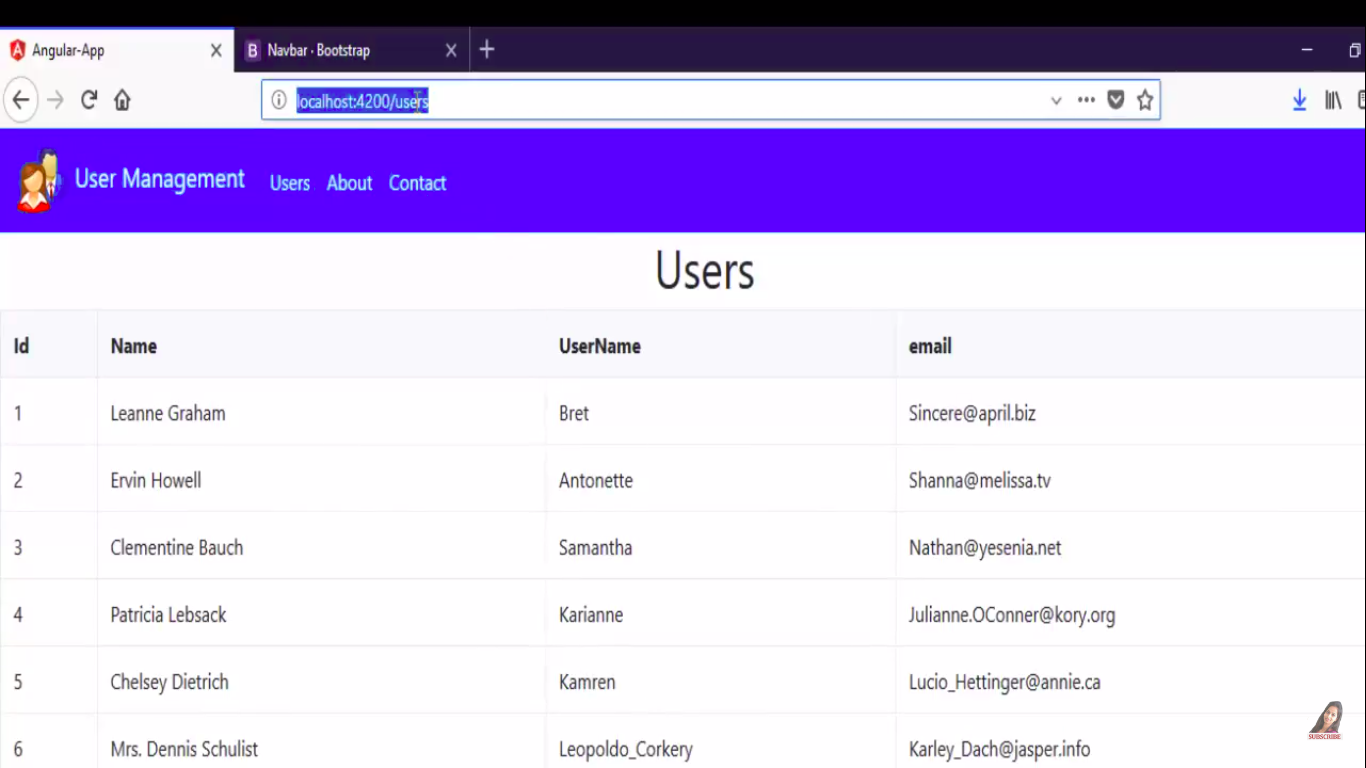 Angular-App
Navbar · Bootstrap
localhost:4200/users
User Management Users About Contact
Users
Id Name UserName email
1 Leanne Graham Bret Sincere@april.biz
2 Ervin Howell Antonette Shanna@melissa.tv
3 Clementine Bauch Samantha Nathan@yesenia.net
4 Patricia Lebsack Karianne Julianne.OConner@kory.org
5 Chelsey Dietrich Kamren Lucio_Hettinger@annie.ca
6 Mrs. Dennis Schulist Leopoldo_Corkery Karley_Dach@jasper.info
SUBSCRIBE